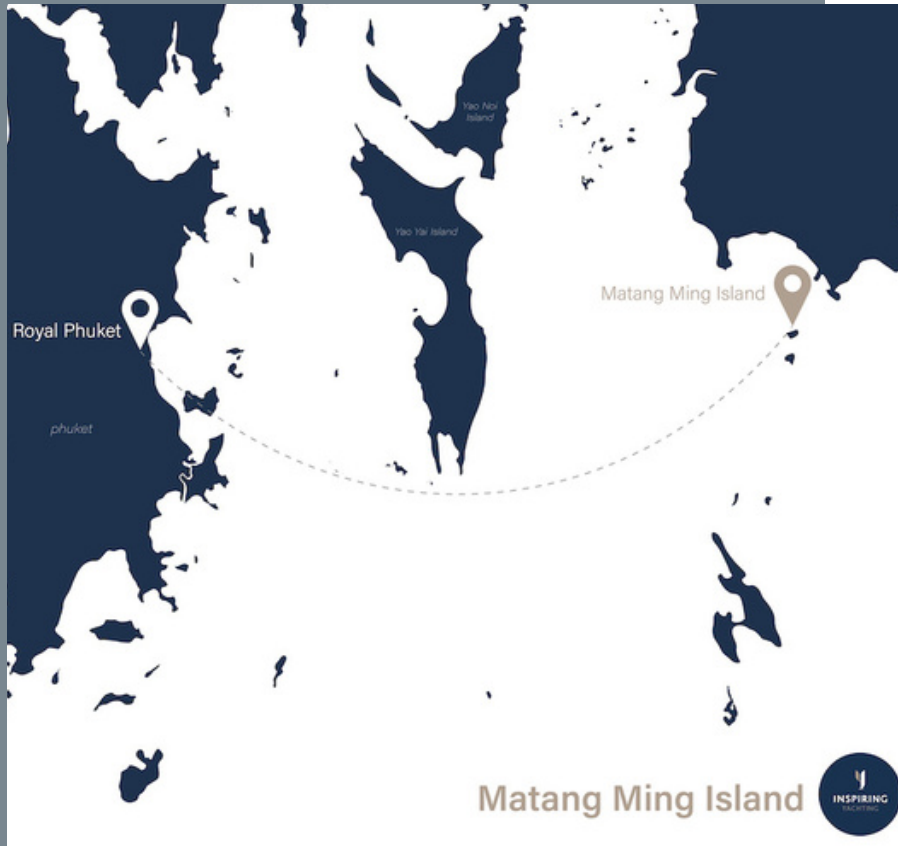 Yao Noi
Island
Yao Yai Island
Matang Ming Island
Royal Phuket
phuket
Matang Ming Island
INSPIRING
YACHTING